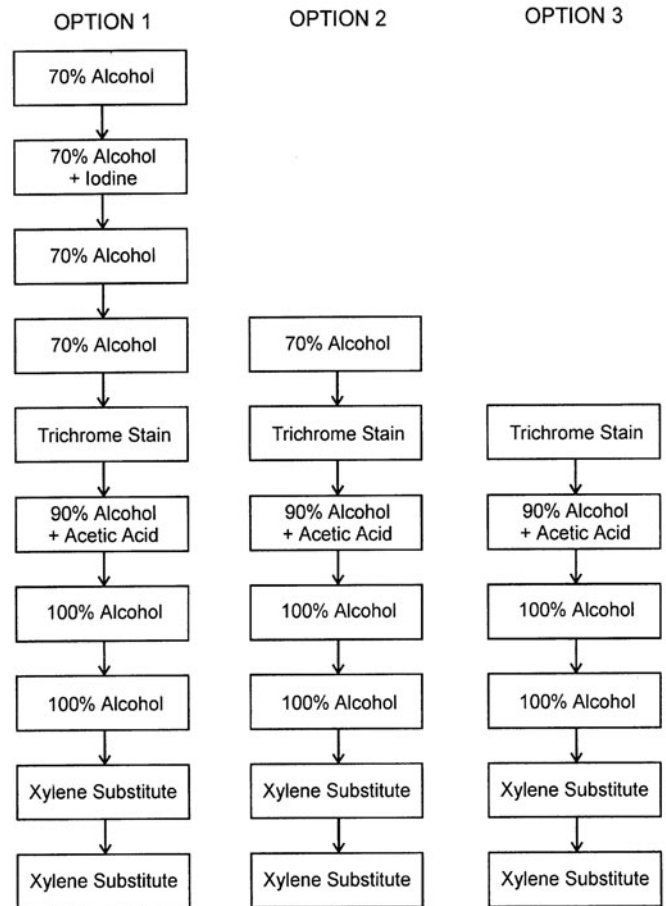 OPTION 1
70% Alcohol
70% Alcohol
+ Iodine
70% Alcohol
70% Alcohol
Trichrome Stain
90% Alcohol
+ Acetic Acid
100% Alcohol
100% Alcohol
Xylene Substitute
Xylene Substitute
OPTION 2
70% Alcohol
Trichrome Stain
90% Alcohol
+ Acetic Acid
100% Alcohol
100% Alcohol
Xylene Substitute
Xylene Substitute
OPTION 3
Trichrome Stain
90% Alcohol
+ Acetic Acid
100% Alcohol
100% Alcohol
Xylene Substitute
Xylene Substitute